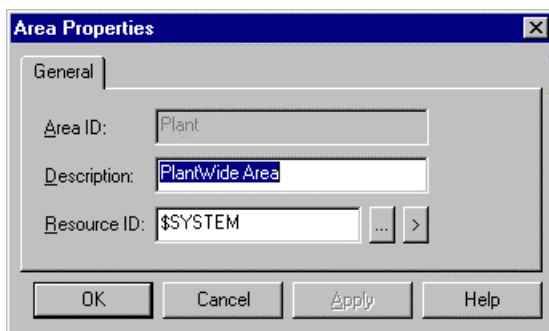 Area Properties
General
Area ID: Plant
Description: PlantWide Area
Resource ID: $SYSTEM ... >
OK Cancel Apply Help